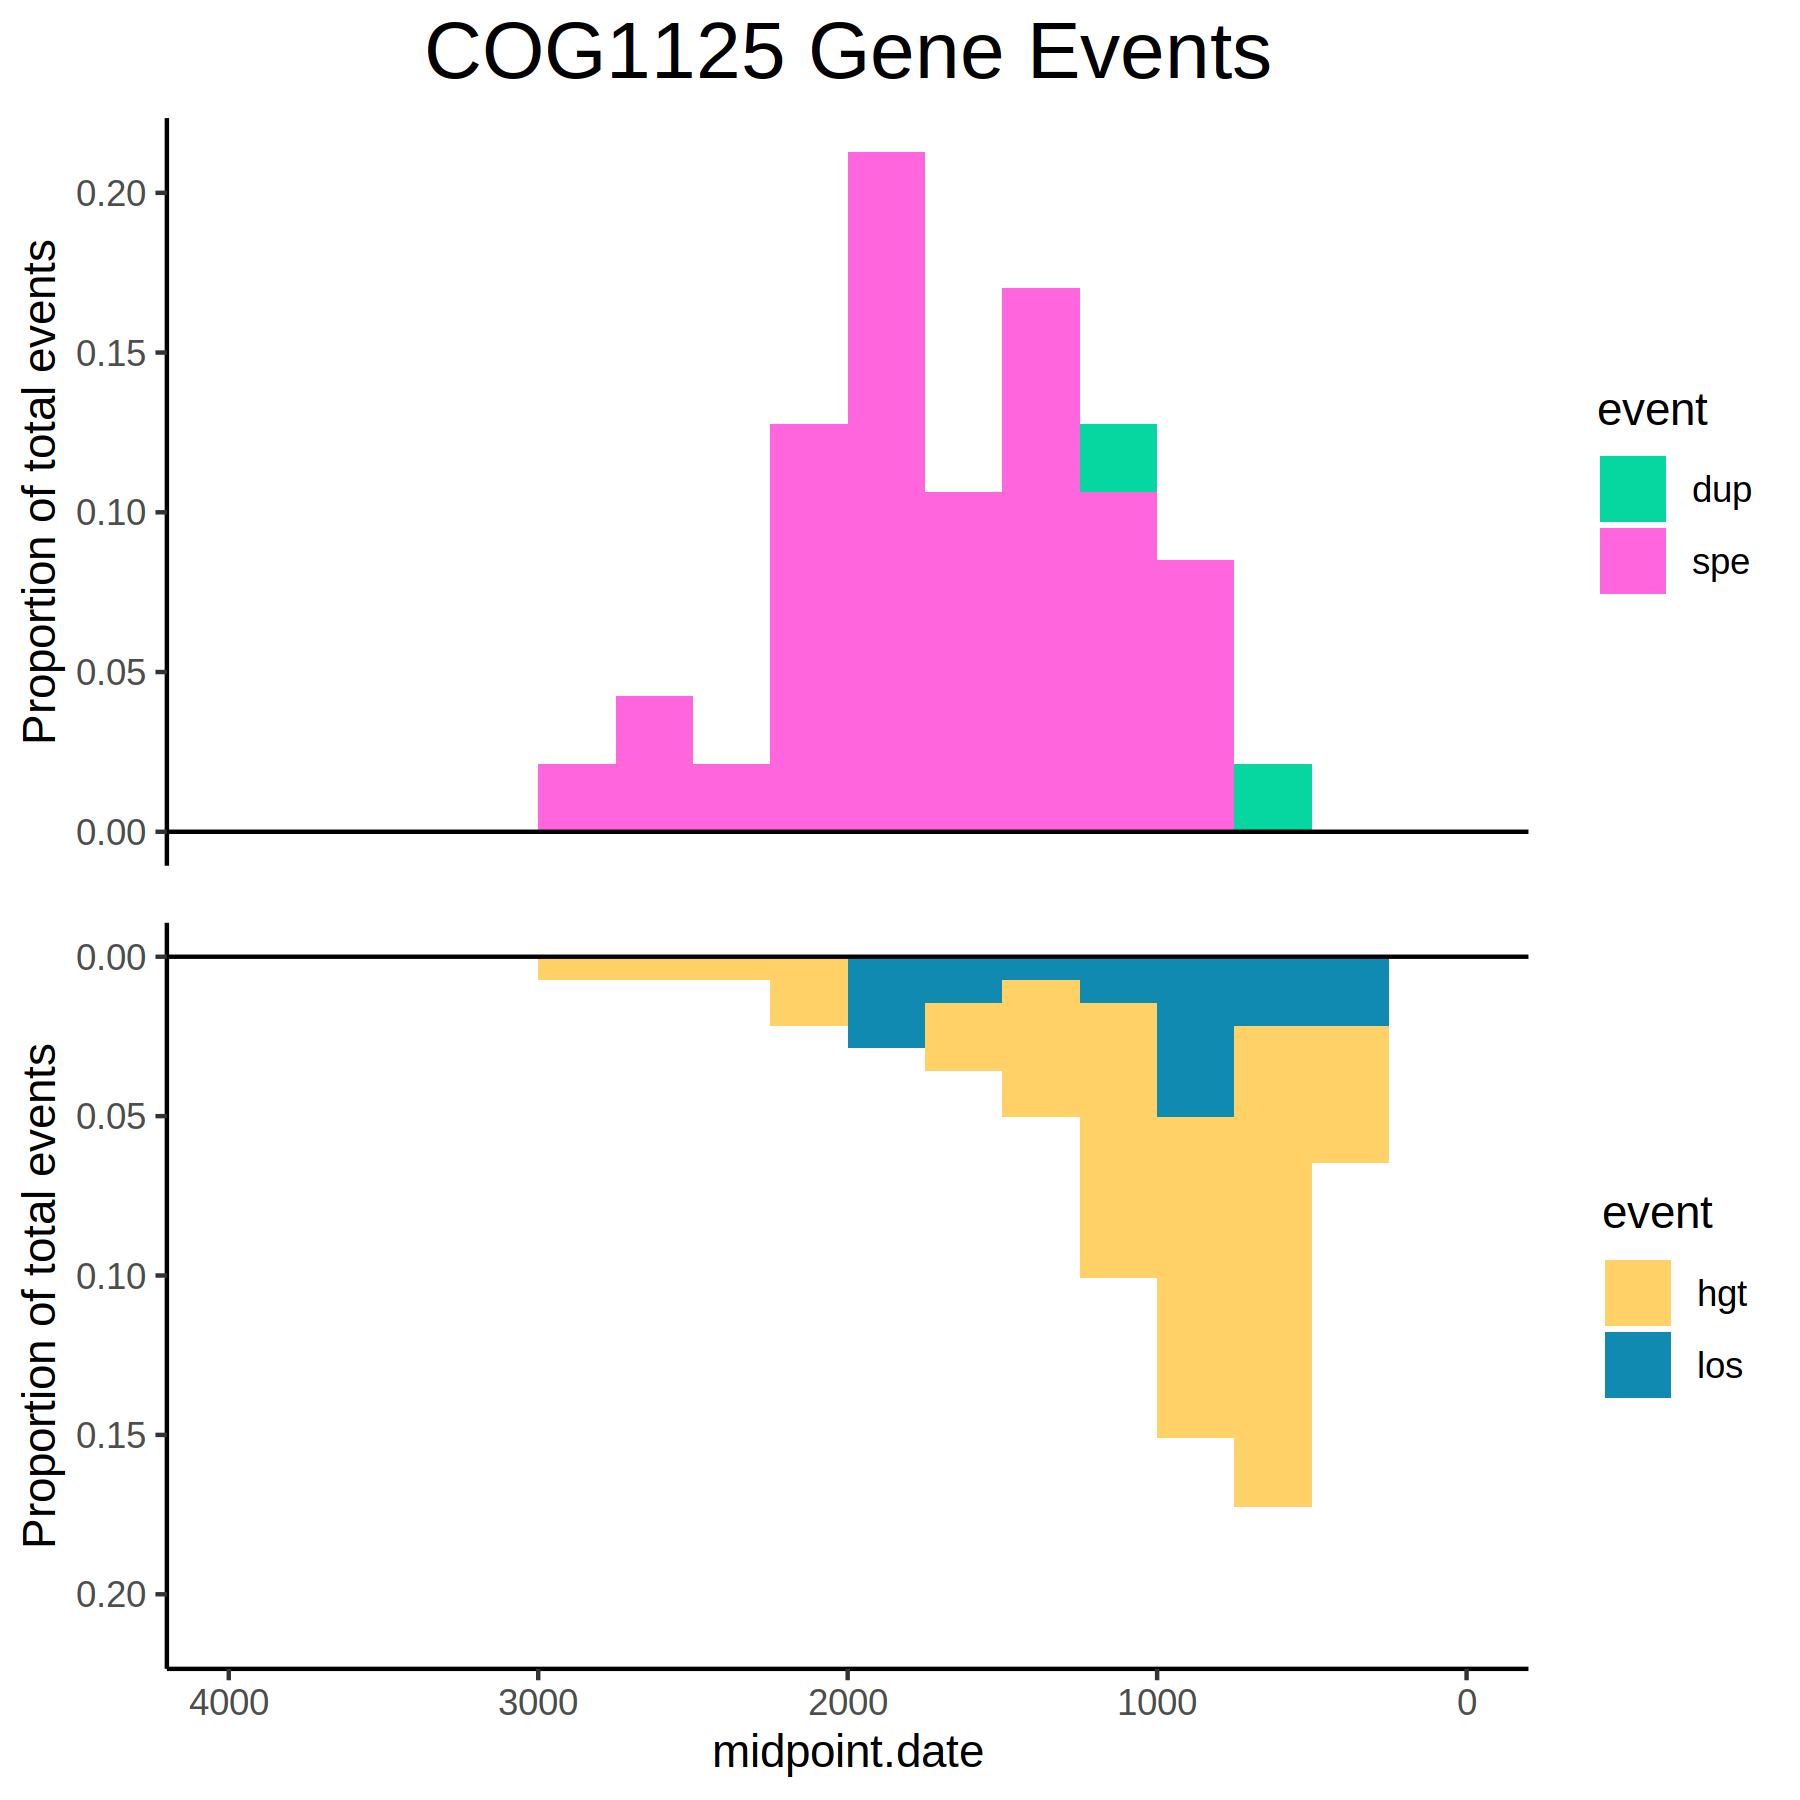 COG1125 Gene Events
Proportion of total events
0.20
0.15
0.10
0.05
0.00
event
dup
spe
Proportion of total events
0.00
0.05
0.10
0.15
0.20
event
hgt
los
4000 3000 2000 1000 0
midpoint.date